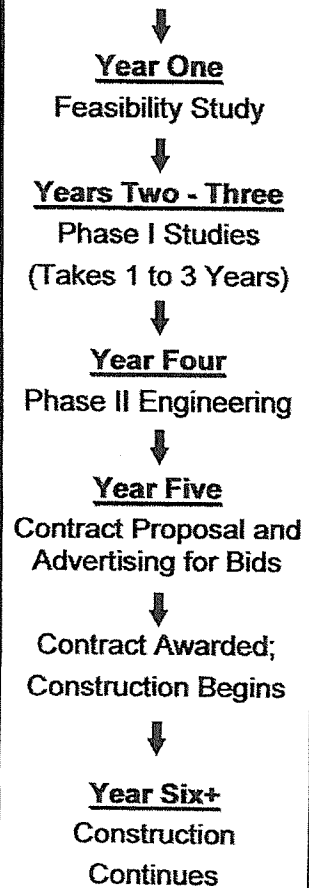 Year One
Feasibility Study
Years Two - Three
Phase I Studies
(Takes 1 to 3 Years)
Year Four
Phase II Engineering
Year Five
Contract Proposal and
Advertising for Bids
Contract Awarded;
Construction Begins
Year Six+
Construction
Continues